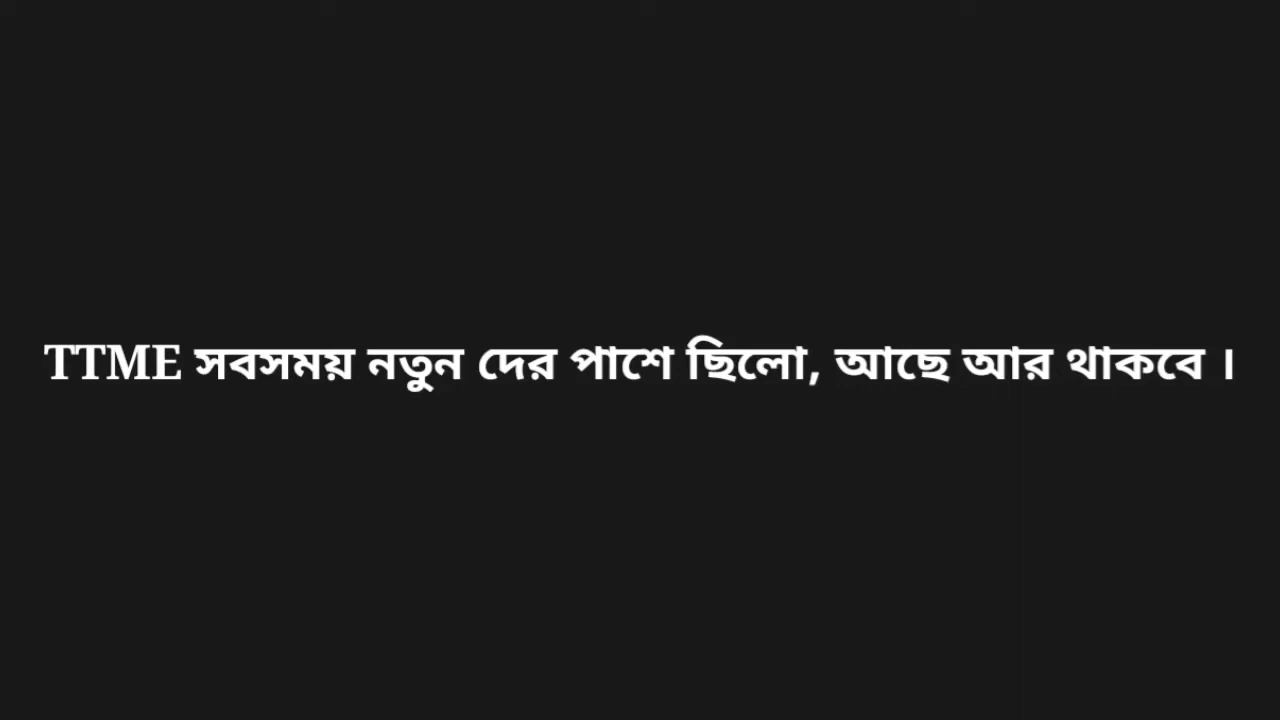 TTME সবসময় নতুন দের পাশে ছিলো, আছে আর থাকবে ।